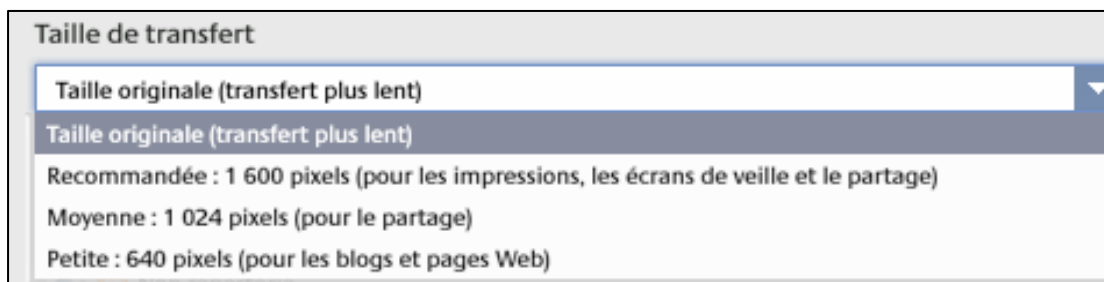 Taille de transfert
Taille originale (transfert plus lent)
Taille originale (transfert plus lent)
Recommandée : 1 600 pixels (pour les impressions, les écrans de veille et le partage)
Moyenne : 1 024 pixels (pour le partage)
Petite : 640 pixels (pour les blogs et pages Web)